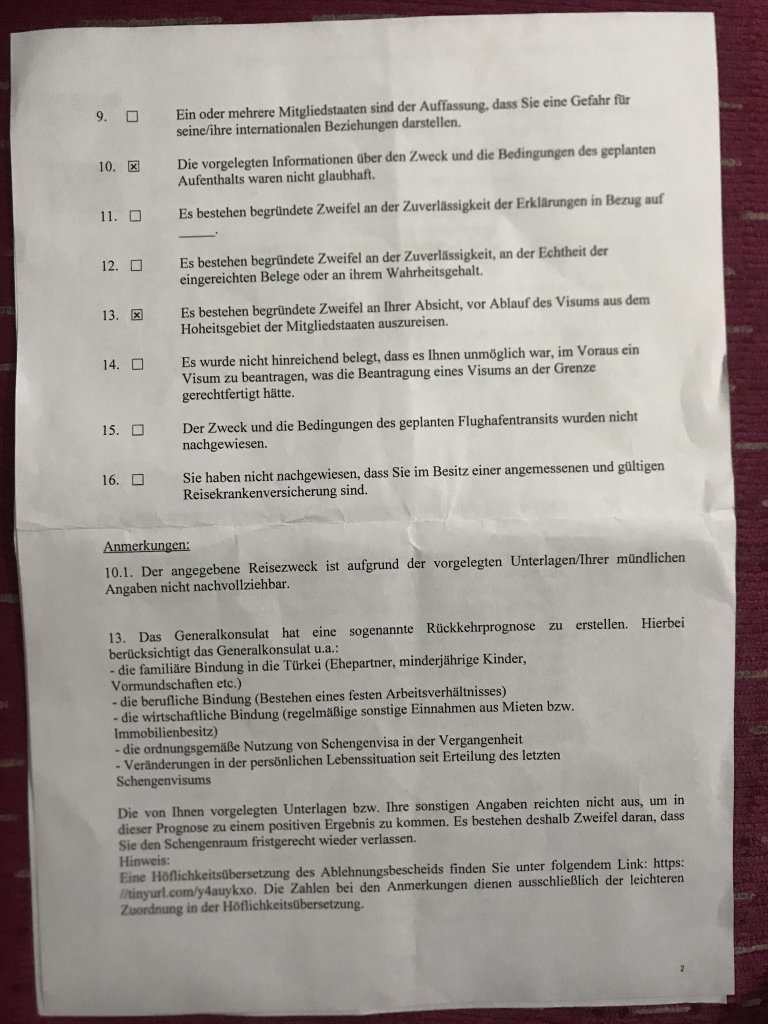 9. ☐ Ein oder mehrere Mitgliedstaaten sind der Auffassung, dass Sie eine Gefahr für
seine/ihre internationalen Beziehungen darstellen.
10. ☒ Die vorgelegten Informationen über den Zweck und die Bedingungen des geplanten
Aufenthalts waren nicht glaubhaft.
11. ☐ Es bestehen begründete Zweifel an der Zuverlässigkeit der Erklärungen in Bezug auf
_____.
12. ☐ Es bestehen begründete Zweifel an der Zuverlässigkeit, an der Echtheit der
eingereichten Belege oder an ihrem Wahrheitsgehalt.
13. ☒ Es bestehen begründete Zweifel an Ihrer Absicht, vor Ablauf des Visums aus dem
Hoheitsgebiet der Mitgliedstaaten auszureisen.
14. ☐ Es wurde nicht hinreichend belegt, dass es Ihnen unmöglich war, im Voraus ein
Visum zu beantragen, was die Beantragung eines Visums an der Grenze
gerechtfertigt hätte.
15. ☐ Der Zweck und die Bedingungen des geplanten Flughafentransits wurden nicht
nachgewiesen.
16. ☐ Sie haben nicht nachgewiesen, dass Sie im Besitz einer angemessenen und gültigen
Reisekrankenversicherung sind.
Anmerkungen:
10.1. Der angegebene Reisezweck ist aufgrund der vorgelegten Unterlagen/Ihrer mündlichen
Angaben nicht nachvollziehbar.
13. Das Generalkonsulat hat eine sogenannte Rückkehrprognose zu erstellen. Hierbei
berücksichtigt das Generalkonsulat u.a.:
- die familiäre Bindung in die Türkei (Ehepartner, minderjährige Kinder,
Vormundschaften etc.)
- die berufliche Bindung (Bestehen eines festen Arbeitsverhältnisses)
- die wirtschaftliche Bindung (regelmäßige sonstige Einnahmen aus Mieten bzw.
Immobilienbesitz)
- die ordnungsgemäße Nutzung von Schengenvisa in der Vergangenheit
- Veränderungen in der persönlichen Lebenssituation seit Erteilung des letzten
Schengenvisums
Die von Ihnen vorgelegten Unterlagen bzw. Ihre sonstigen Angaben reichten nicht aus, um in
dieser Prognose zu einem positiven Ergebnis zu kommen. Es bestehen deshalb Zweifel daran, dass
Sie den Schengenraum fristgerecht wieder verlassen.
Hinweis:
Eine Höflichkeitsübersetzung des Ablehnungsbescheids finden Sie unter folgendem Link: https:
//tinyurl.com/y4auykxo. Die Zahlen bei den Anmerkungen dienen ausschließlich der leichteren
Zuordnung in der Höflichkeitsübersetzung.
2